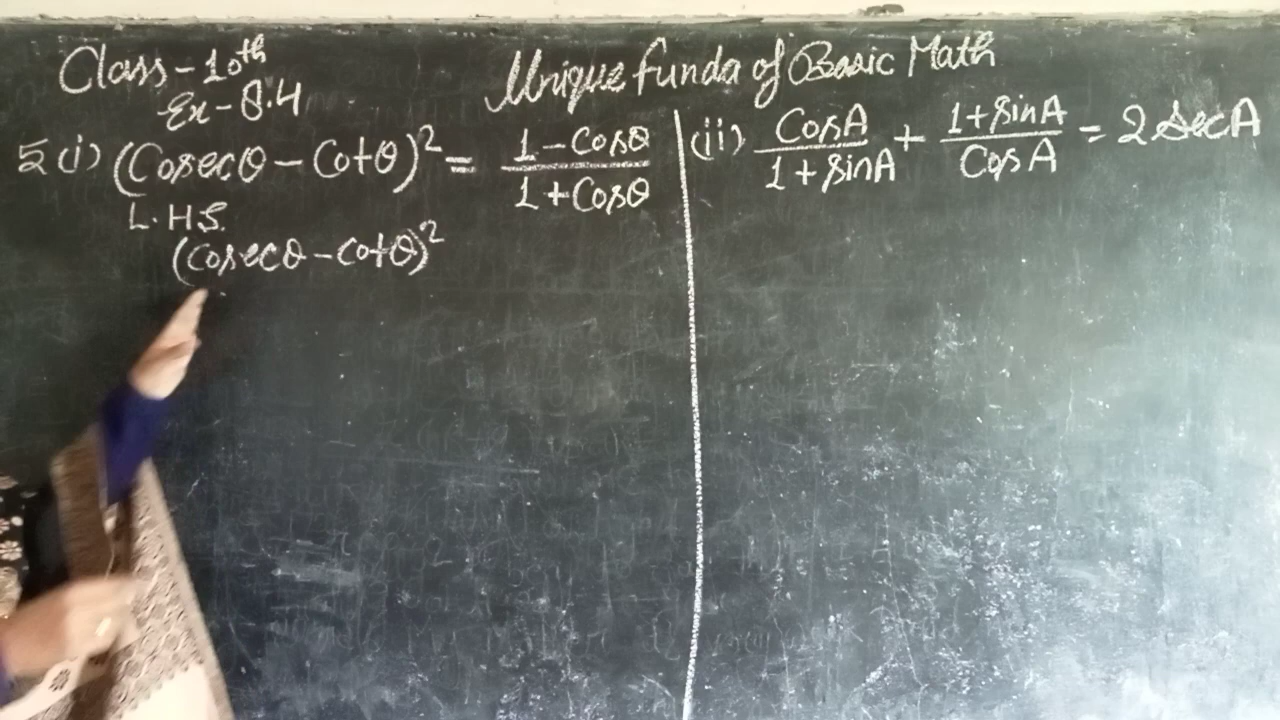 Class-10th
Ex-8.4
Unique funda of Basic Math
5(i) (Cosecθ - Cotθ)² = 1-Cosθ / 1+Cosθ
L.H.S.
(Cosecθ - Cotθ)²
(ii) CosA / 1+sinA + 1+sinA / CosA = 2 SecA